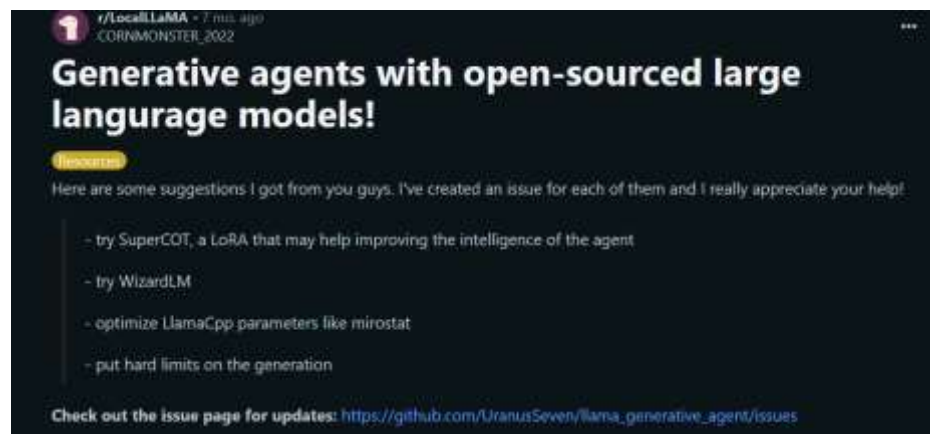 r/LocalLLaMA • 7 mo. ago
CORNMONSTER_2022
Generative agents with open-sourced large
langurage models!
Resources
Here are some suggestions I got from you guys. I've created an issue for each of them and I really appreciate your help!
- try SuperCOT, a LoRA that may help improving the intelligence of the agent
- try WizardLM
- optimize LlamaCpp parameters like mirostat
- put hard limits on the generation
Check out the issue page for updates: https://github.com/UranusSeven/llama_generative_agent/issues